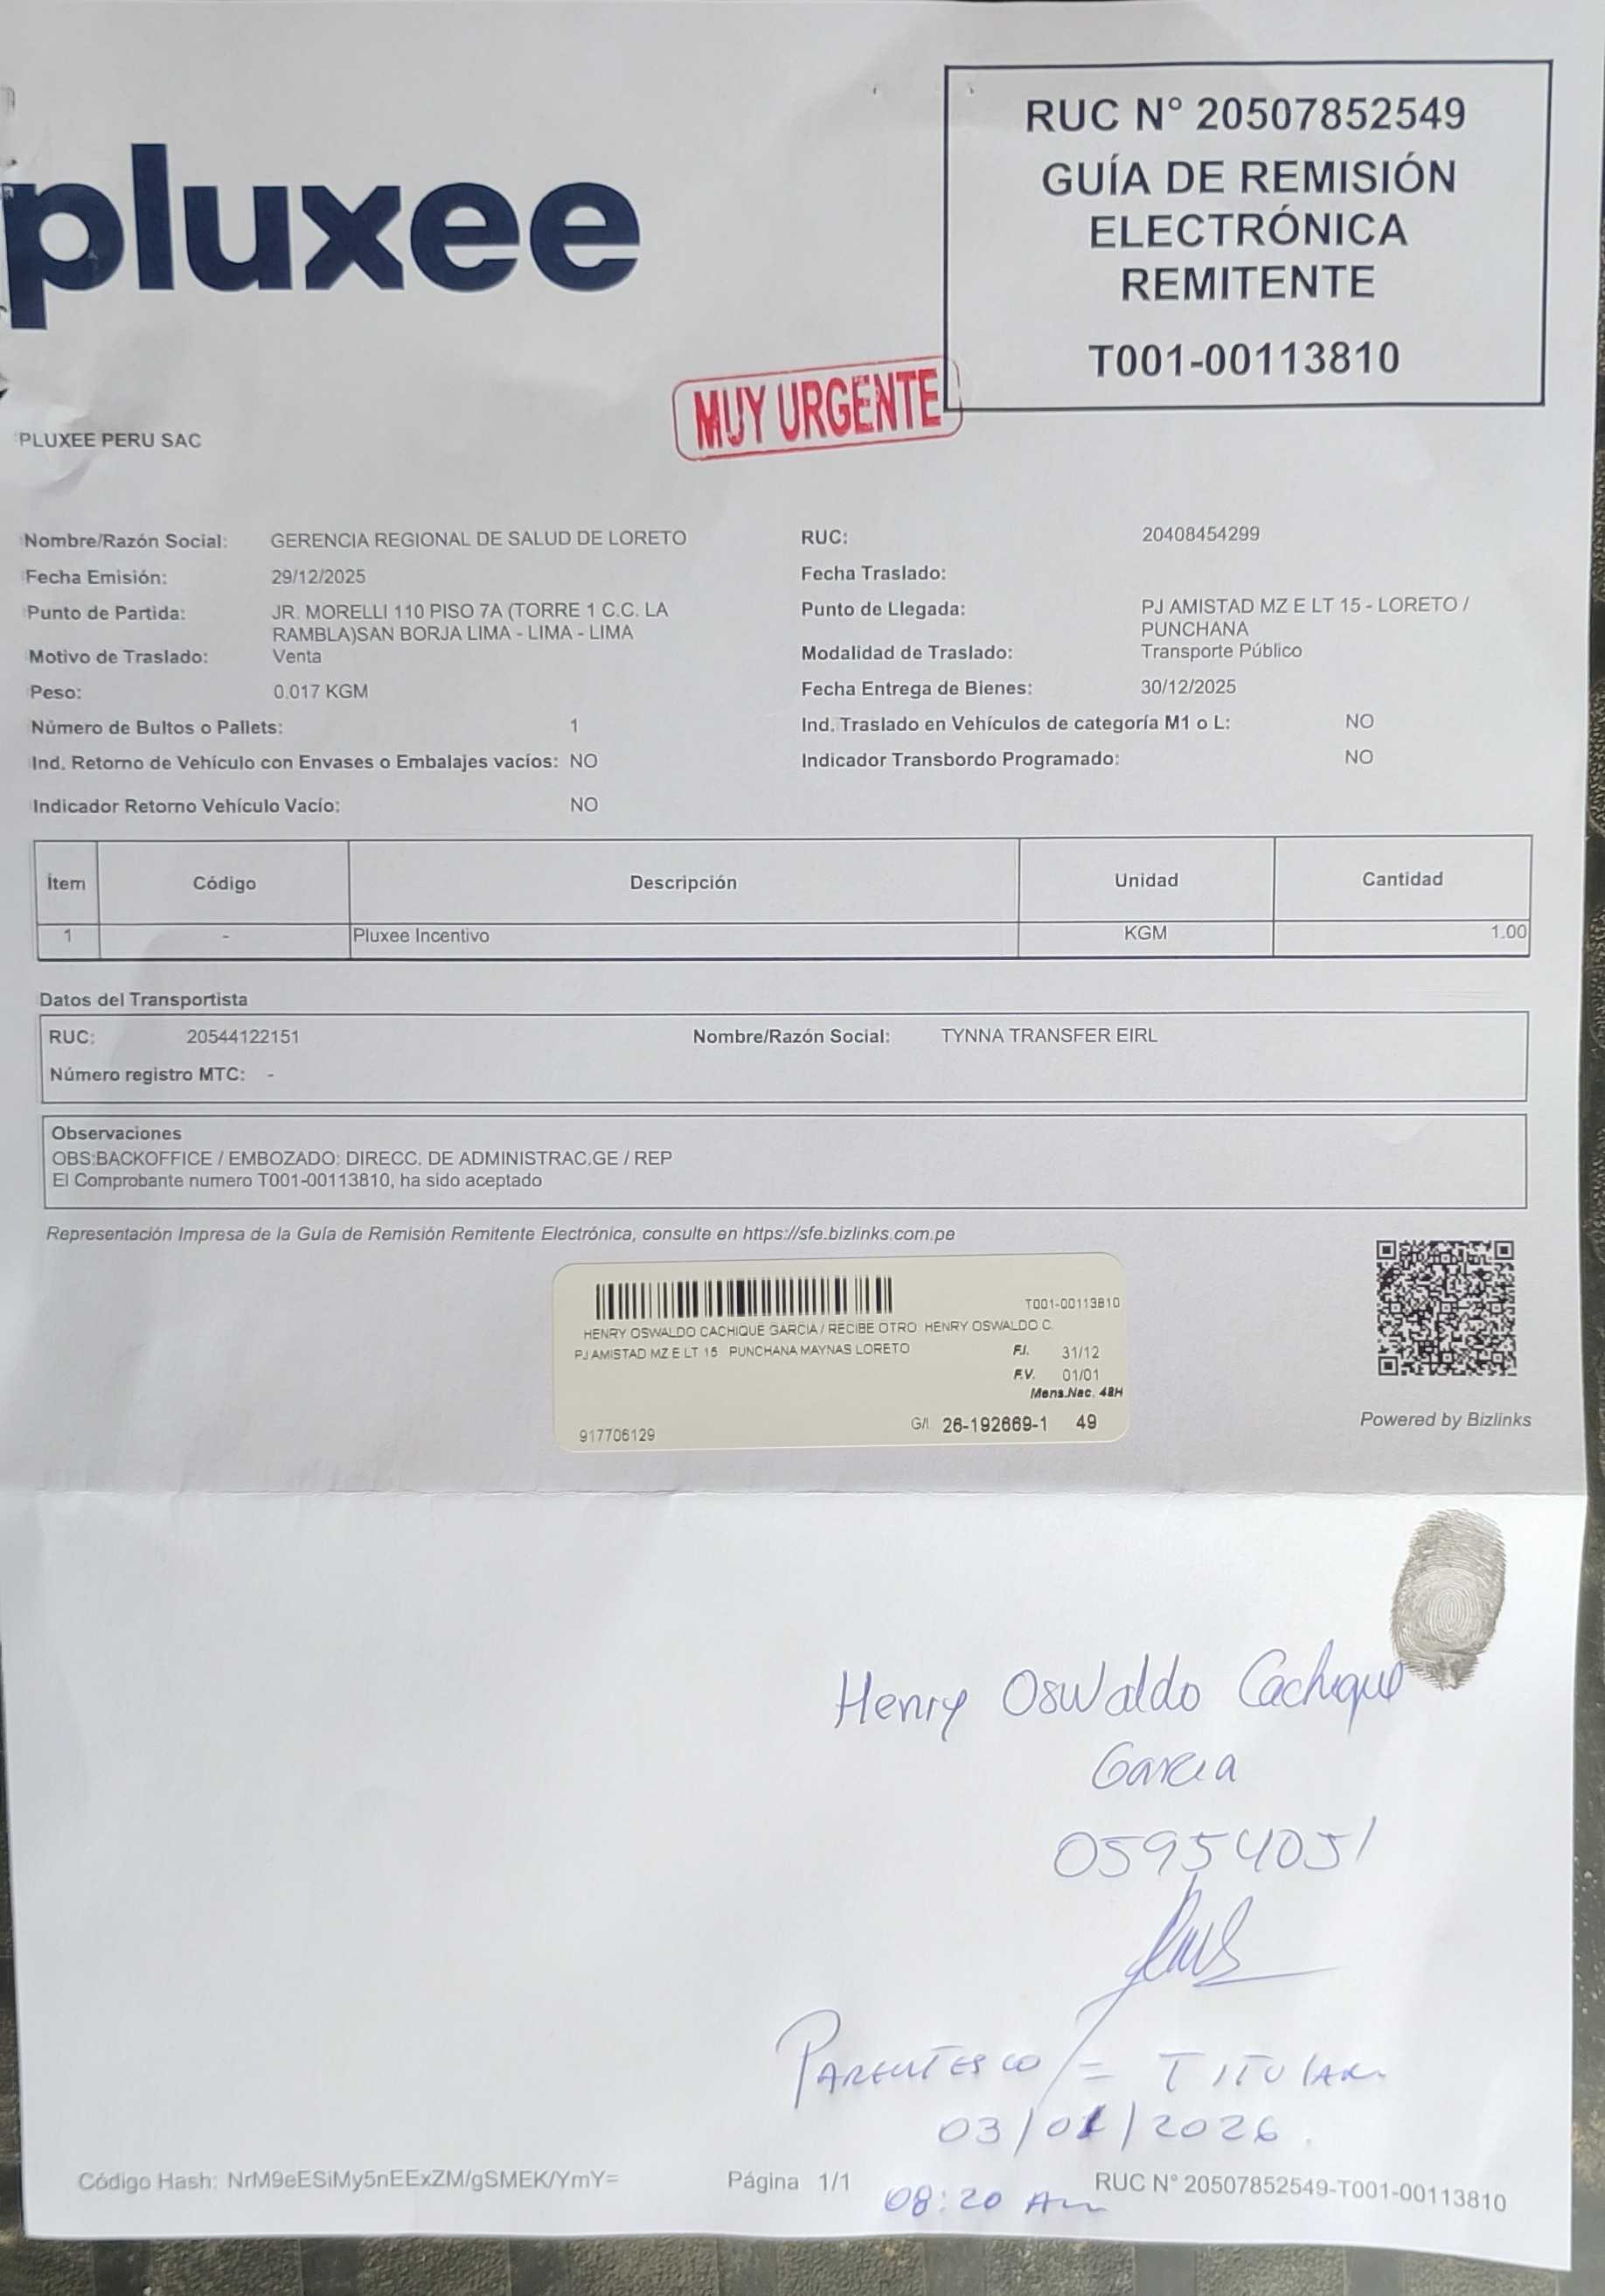 pluxee
RUC N° 20507852549
GUÍA DE REMISIÓN
ELECTRÓNICA
REMITENTE
T001-00113810
MUY URGENTE
PLUXEE PERU SAC
Nombre/Razón Social: GERENCIA REGIONAL DE SALUD DE LORETO RUC: 20408454299
Fecha Emisión: 29/12/2025 Fecha Traslado:
Punto de Partida: JR. MORELLI 110 PISO 7A (TORRE 1 C.C. LA Punto de Llegada: PJ AMISTAD MZ E LT 15 - LORETO /
RAMBLA)SAN BORJA LIMA - LIMA - LIMA PUNCHANA
Motivo de Traslado: Venta Modalidad de Traslado: Transporte Público
Peso: 0.017 KGM Fecha Entrega de Bienes: 30/12/2025
Número de Bultos o Pallets: 1 Ind. Traslado en Vehículos de categoría M1 o L: NO
Ind. Retorno de Vehículo con Envases o Embalajes vacíos: NO Indicador Transbordo Programado: NO
Indicador Retorno Vehículo Vacío: NO
Ítem Código Descripción Unidad Cantidad
1 - Pluxee Incentivo KGM 1.00
Datos del Transportista
RUC: 20544122151 Nombre/Razón Social: TYNNA TRANSFER EIRL
Número registro MTC: -
Observaciones
OBS:BACKOFFICE / EMBOZADO: DIRECC. DE ADMINISTRAC.GE / REP
El Comprobante numero T001-00113810, ha sido aceptado
Representación Impresa de la Guía de Remisión Remitente Electrónica, consulte en https://sfe.bizlinks.com.pe
T001-00113810
HENRY OSWALDO CACHIQUE GARCIA / RECIBE OTRO: HENRY OSWALDO C.
PJ AMISTAD MZ E LT 15 PUNCHANA MAYNAS LORETO F.I. 31/12
F.V. 01/01
Mens.Nac. 48H
917706129 G/I. 26-192669-1 49
Powered by Bizlinks
Henry Oswaldo Cachique
Garcia
05954051
PARENTESCO = TITULAR
03/01/2026.
Código Hash: NrM9eESiMy5nEExZM/gSMEK/YmY= Página 1/1 RUC N° 20507852549-T001-00113810
08:20 AM